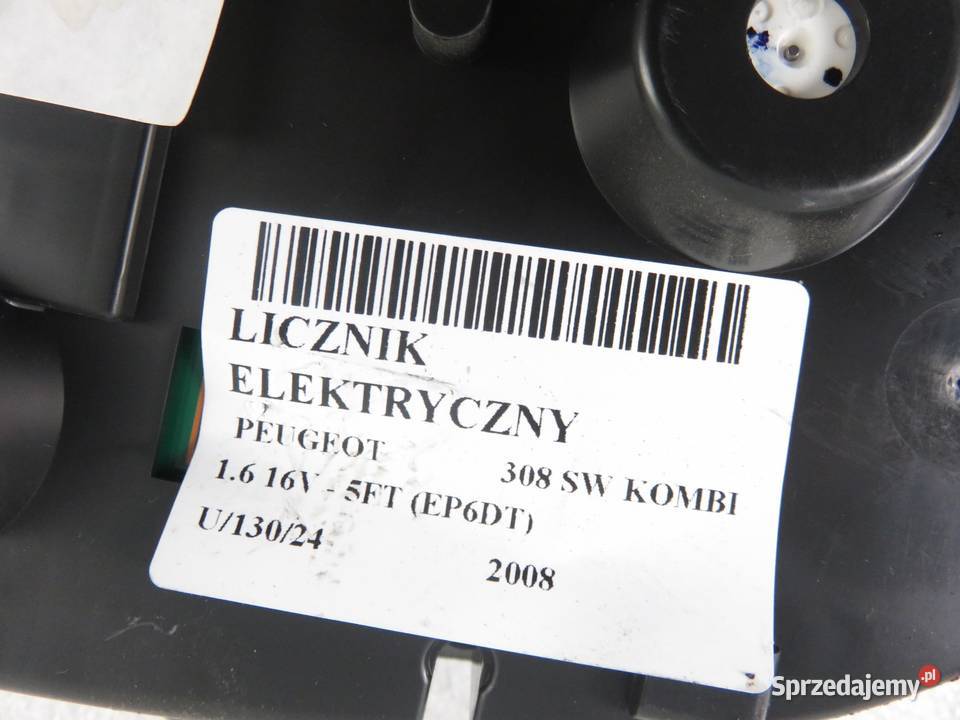 LICZNIK
ELEKTRYCZNY
PEUGEOT 308 SW KOMBI
1.6 16V - 5FT (EP6DT)
U/130/24 2008
Sprzedajemy.pl